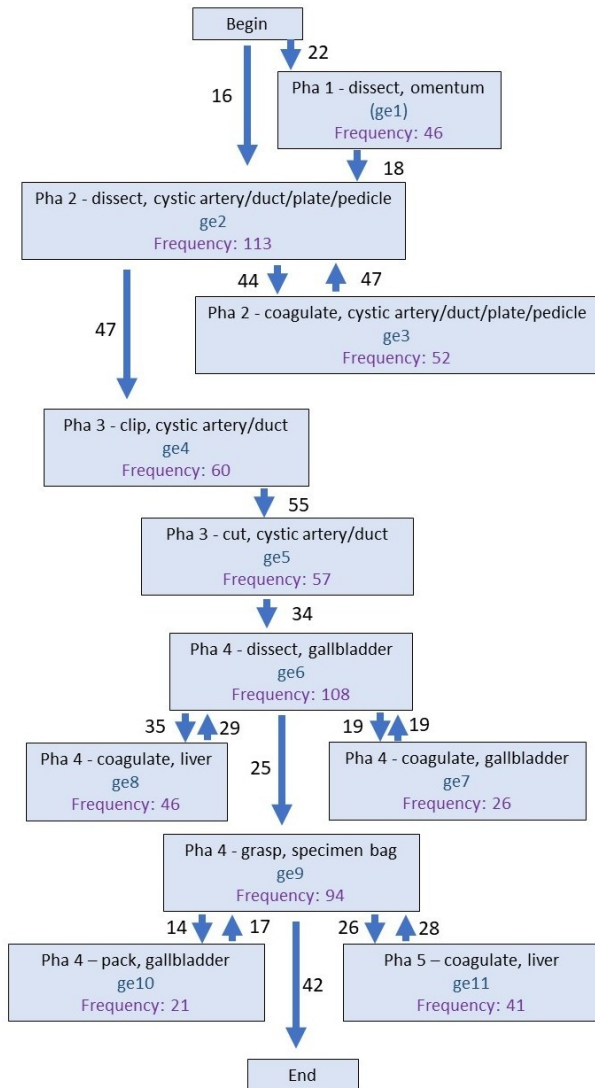 Begin
22
16
Pha 1 - dissect, omentum
(ge1)
Frequency: 46
18
Pha 2 - dissect, cystic artery/duct/plate/pedicle
ge2
Frequency: 113
44
47
47
Pha 2 - coagulate, cystic artery/duct/plate/pedicle
ge3
Frequency: 52
Pha 3 - clip, cystic artery/duct
ge4
Frequency: 60
55
Pha 3 - cut, cystic artery/duct
ge5
Frequency: 57
34
Pha 4 - dissect, gallbladder
ge6
Frequency: 108
35
29
19
19
25
Pha 4 - coagulate, liver
ge8
Frequency: 46
Pha 4 - coagulate, gallbladder
ge7
Frequency: 26
Pha 4 - grasp, specimen bag
ge9
Frequency: 94
14
17
26
28
42
Pha 4 – pack, gallbladder
ge10
Frequency: 21
Pha 5 – coagulate, liver
ge11
Frequency: 41
End